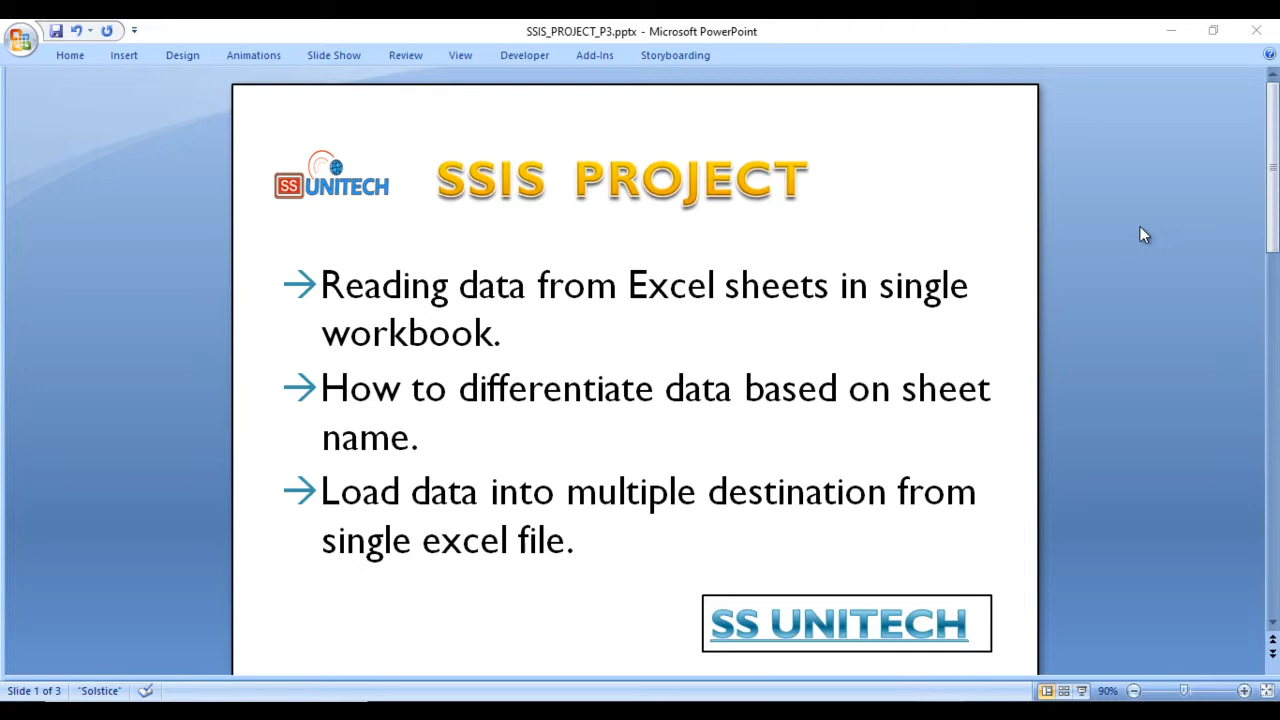 SSIS_PROJECT_P3.pptx - Microsoft PowerPoint
Home Insert Design Animations Slide Show Review View Developer Add-Ins Storyboarding
SS UNITECH
SSIS PROJECT
Reading data from Excel sheets in single
workbook.
How to differentiate data based on sheet
name.
Load data into multiple destination from
single excel file.
SS UNITECH
Slide 1 of 3 "Solstice" 90%